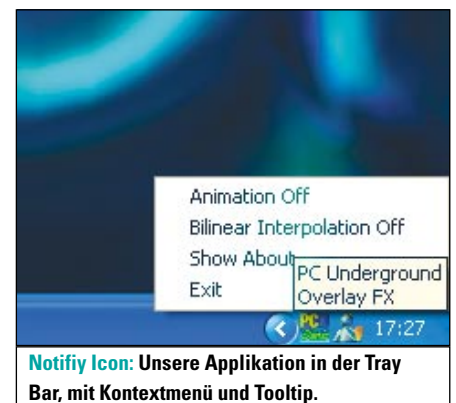 Animation Off
Bilinear Interpolation Off
Show About
Exit
PC Underground
Overlay FX
17:27
Notifiy Icon: Unsere Applikation in der Tray
Bar, mit Kontextmenü und Tooltip.